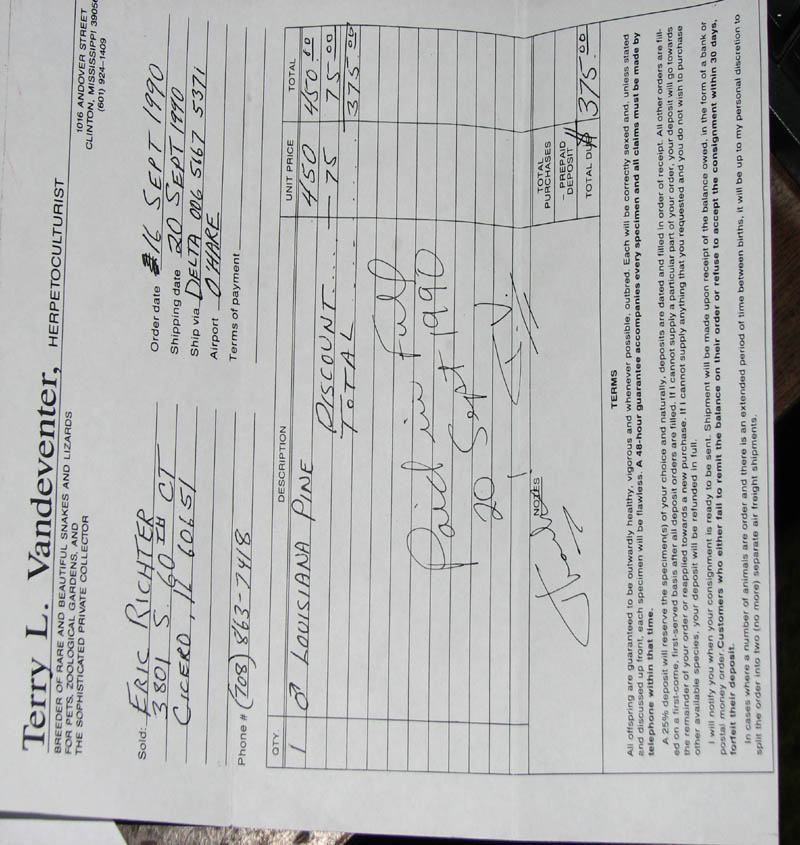 Terry L. Vandeventer, HERPETOCULTURIST
BREEDER OF RARE AND BEAUTIFUL SNAKES AND LIZARDS
FOR PETS, ZOOLOGICAL GARDENS, AND
THE SOPHISTICATED PRIVATE COLLECTOR
1016 ANDOVER STREET
CLINTON, MISSISSIPPI 39056
(601) 924-1409
Sold: ERIC RICHTER
3801 S. 60TH CT
CICERO, IL 60651
Phone # (708) 863-7418
Order date 16 SEPT 1990
Shipping date 20 SEPT 1990
Ship via DELTA 006 5167 5371
Airport O'HARE
Terms of payment
QTY. DESCRIPTION UNIT PRICE TOTAL
1 ♂ LOUISIANA PINE 450 450.00
DISCOUNT.... 75 75.00
TOTAL ..... 375.00
Paid in Full
20 Sept 1990
NOTES
Thanks
TOTAL PURCHASES
– PREPAID DEPOSIT
TOTAL DUE $375.00
TERMS
All offspring are guaranteed to be outwardly healthy, vigorous and whenever possible, outbred. Each will be correctly sexed and, unless stated
and discussed up front, each specimen will be flawless. A 48-hour guarantee accompanies every specimen and all claims must be made by
telephone within that time.
A 25% deposit will reserve the specimen(s) of your choice and naturally, deposits are dated and filled in order of receipt. All other orders are fill-
ed on a first-come, first-served basis after all deposit orders are filled. If I cannot supply a particular part of your order, your deposit will go towards
the remainder of your order or reapplied towards a new purchase. If I cannot supply anything that you requested and you do not wish to purchase
other available species, your deposit will be refunded in full.
I will notify you when your consignment is ready to be sent. Shipment will be made upon receipt of the balance owed, in the form of a bank or
postal money order. Customers who either fail to remit the balance on their order or refuse to accept the consignment within 30 days,
forfeit their deposit.
In cases where a number of animals are order and there is an extended period of time between births, it will be up to my personal discretion to
split the order into two (no more) separate air freight shipments.